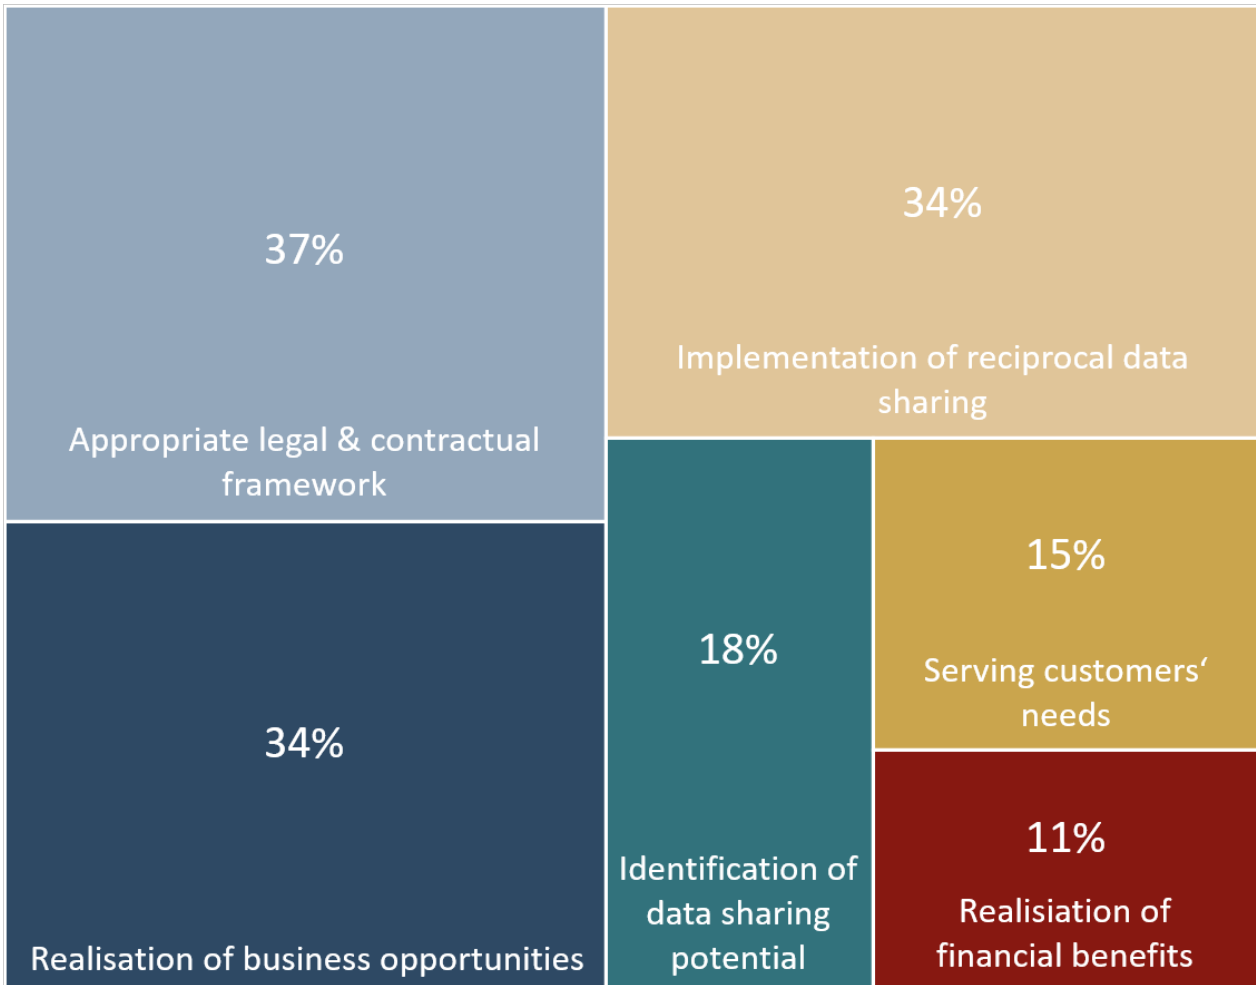 37%
Appropriate legal & contractual
framework
34%
Implementation of reciprocal data
sharing
34%
Realisation of business opportunities
18%
Identification of
data sharing
potential
15%
Serving customers‘
needs
11%
Realisiation of
financial benefits